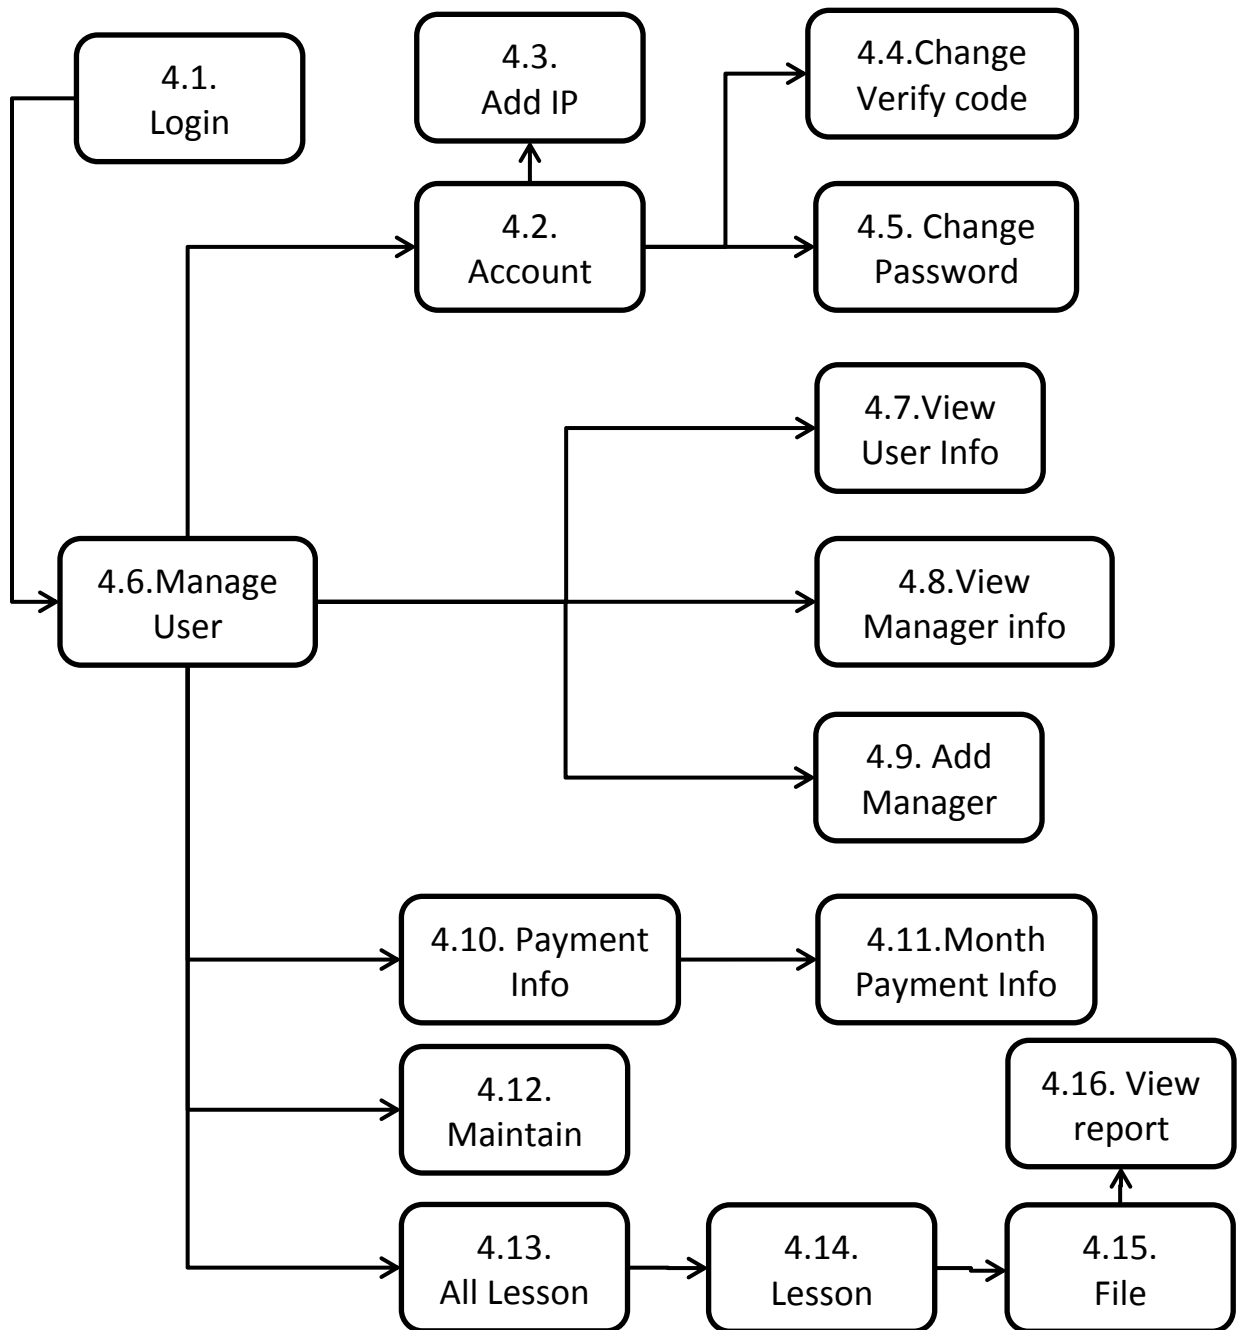 4.1.
Login
4.3.
Add IP
4.4.Change
Verify code
4.2.
Account
4.5. Change
Password
4.7.View
User Info
4.6.Manage
User
4.8.View
Manager info
4.9. Add
Manager
4.10. Payment
Info
4.11.Month
Payment Info
4.12.
Maintain
4.16. View
report
4.13.
All Lesson
4.14.
Lesson
4.15.
File